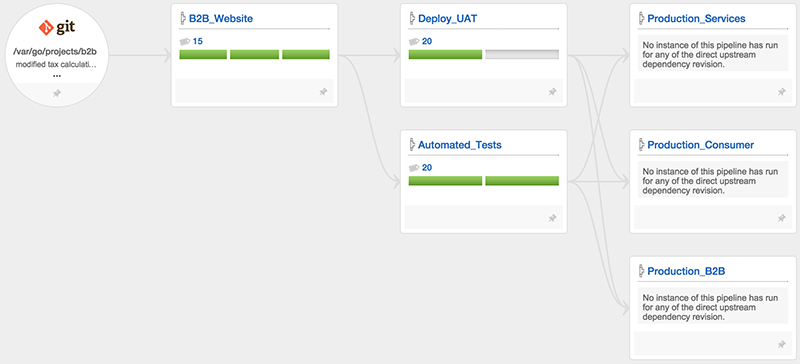 git
/var/go/projects/b2b
modified tax calculati...
...
B2B_Website
15
Deploy_UAT
20
Automated_Tests
20
Production_Services
No instance of this pipeline has run
for any of the direct upstream
dependency revision.
Production_Consumer
No instance of this pipeline has run
for any of the direct upstream
dependency revision.
Production_B2B
No instance of this pipeline has run
for any of the direct upstream
dependency revision.